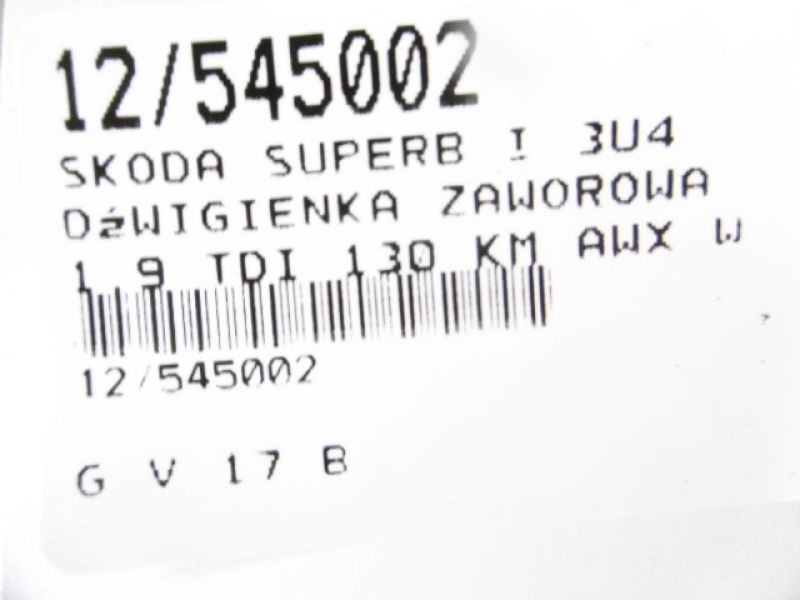 12/545002
SKODA SUPERB I 3U4
DźWIGIENKA ZAWOROWA
1.9 TDI 130 KM AWX W
12/545002
G V 17 B